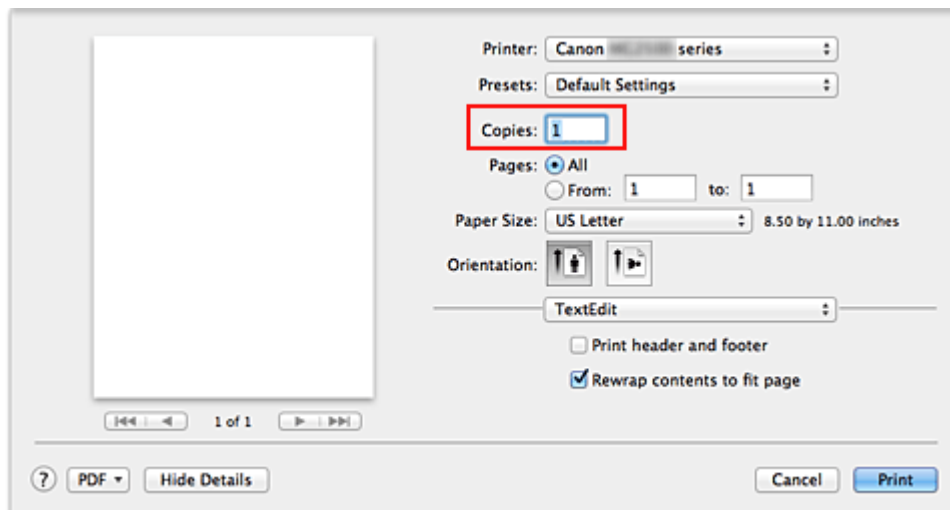 Printer: Canon series
Presets: Default Settings
Copies: 1
Pages: All
From: 1 to: 1
Paper Size: US Letter 8.50 by 11.00 inches
Orientation:
TextEdit
Print header and footer
Rewrap contents to fit page
1 of 1
? PDF Hide Details Cancel Print